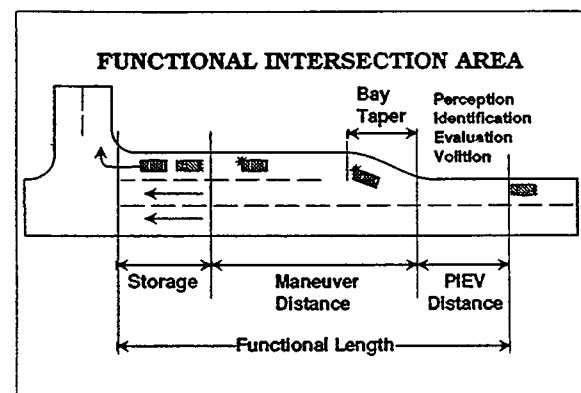 FUNCTIONAL INTERSECTION AREA
Bay
Taper
Perception
Identification
Evaluation
Volition
Storage
Maneuver
Distance
PIEV
Distance
Functional Length